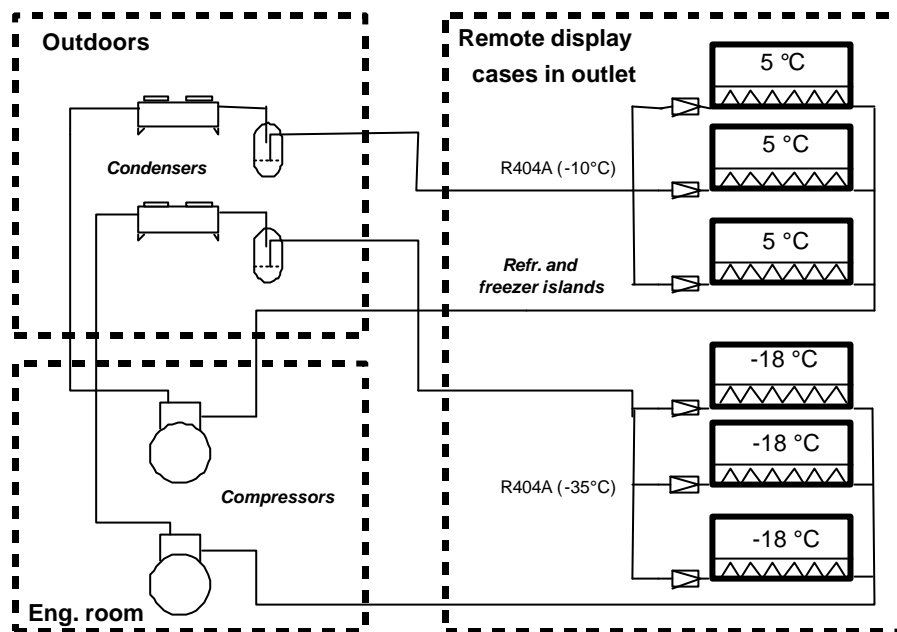 Outdoors
Condensers
Remote display
cases in outlet
5 °C
5 °C
5 °C
R404A (-10°C)
Refr. and
freezer islands
-18 °C
-18 °C
-18 °C
R404A (-35°C)
Compressors
Eng. room